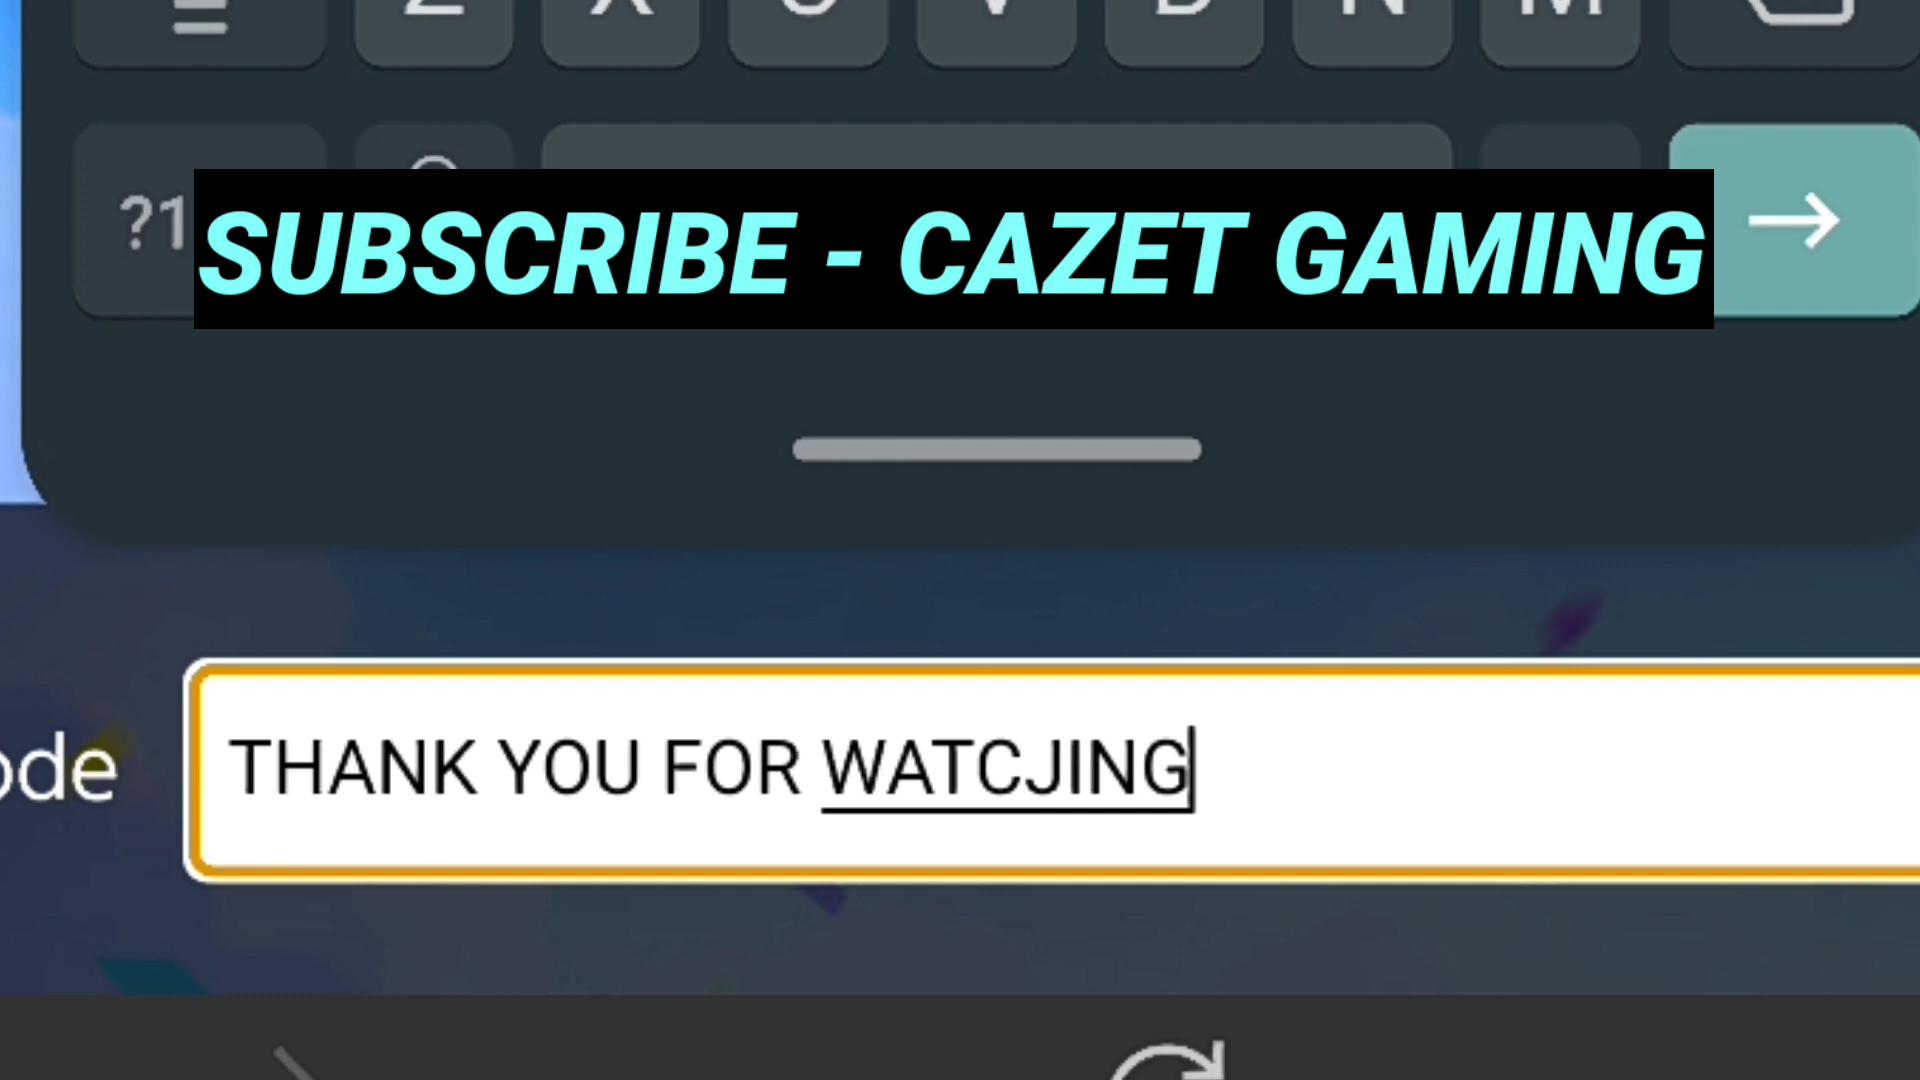 Z X C V B N M
?1
SUBSCRIBE - CAZET GAMING
ode
THANK YOU FOR WATCJING